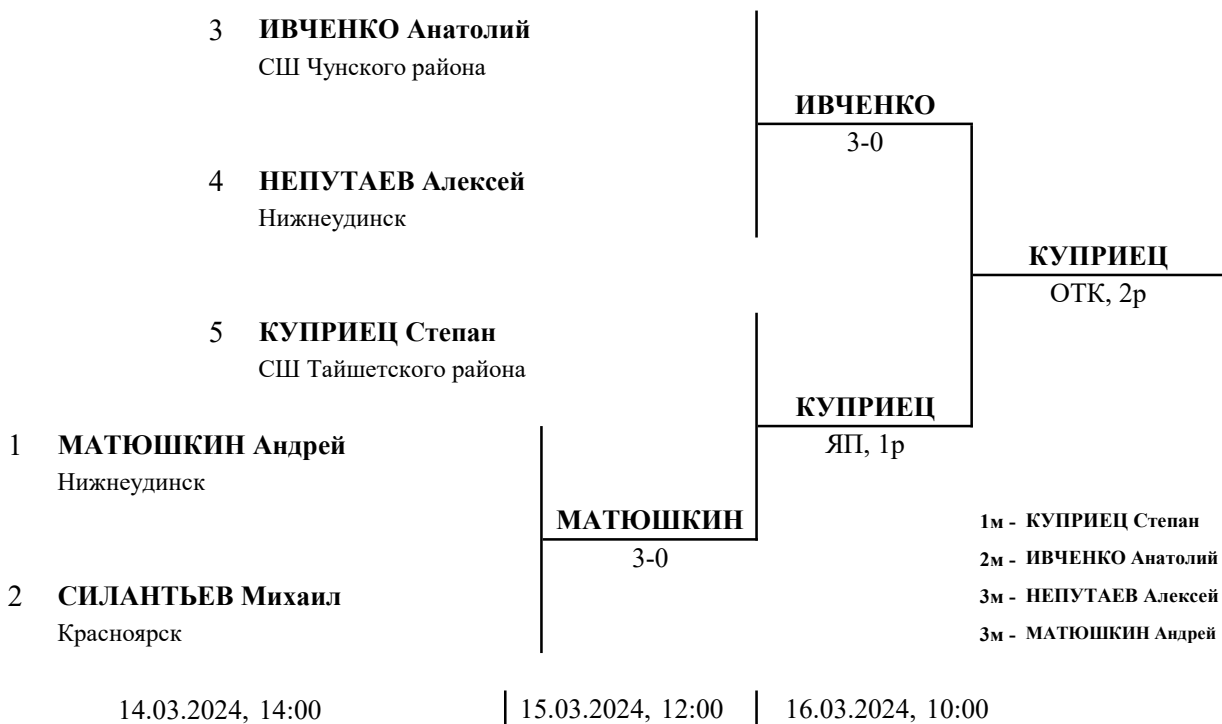 3 ИВЧЕНКО Анатолий
СШ Чунского района
ИВЧЕНКО
3-0
4 НЕПУТАЕВ Алексей
Нижнеудинск
КУПРИЕЦ
ОТК, 2р
5 КУПРИЕЦ Степан
СШ Тайшетского района
КУПРИЕЦ
ЯП, 1р
1 МАТЮШКИН Андрей
Нижнеудинск
МАТЮШКИН
3-0
2 СИЛАНТЬЕВ Михаил
Красноярск
1м - КУПРИЕЦ Степан
2м - ИВЧЕНКО Анатолий
3м - НЕПУТАЕВ Алексей
3м - МАТЮШКИН Андрей
14.03.2024, 14:00 15.03.2024, 12:00 16.03.2024, 10:00